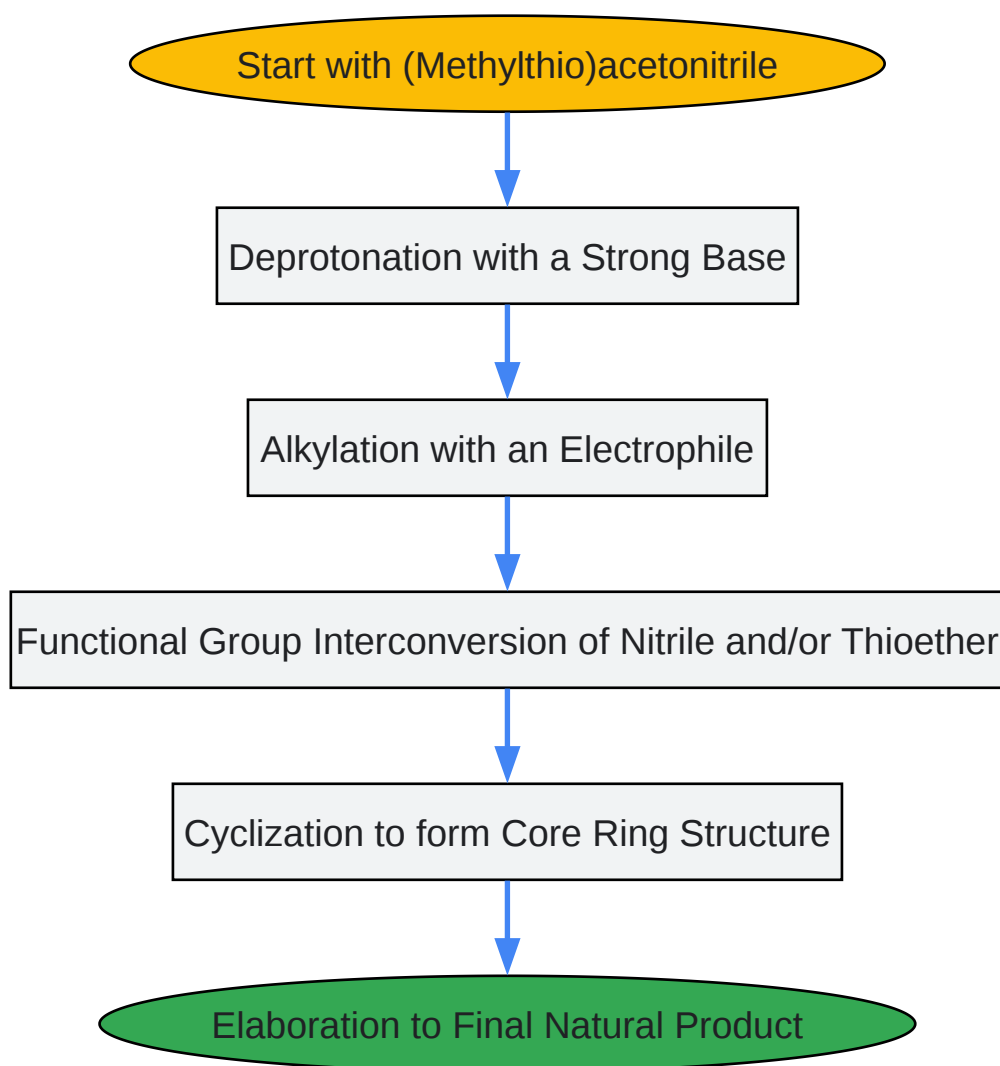 Start with (Methylthio)acetonitrile
Deprotonation with a Strong Base
Alkylation with an Electrophile
Functional Group Interconversion of Nitrile and/or Thioether
Cyclization to form Core Ring Structure
Elaboration to Final Natural Product